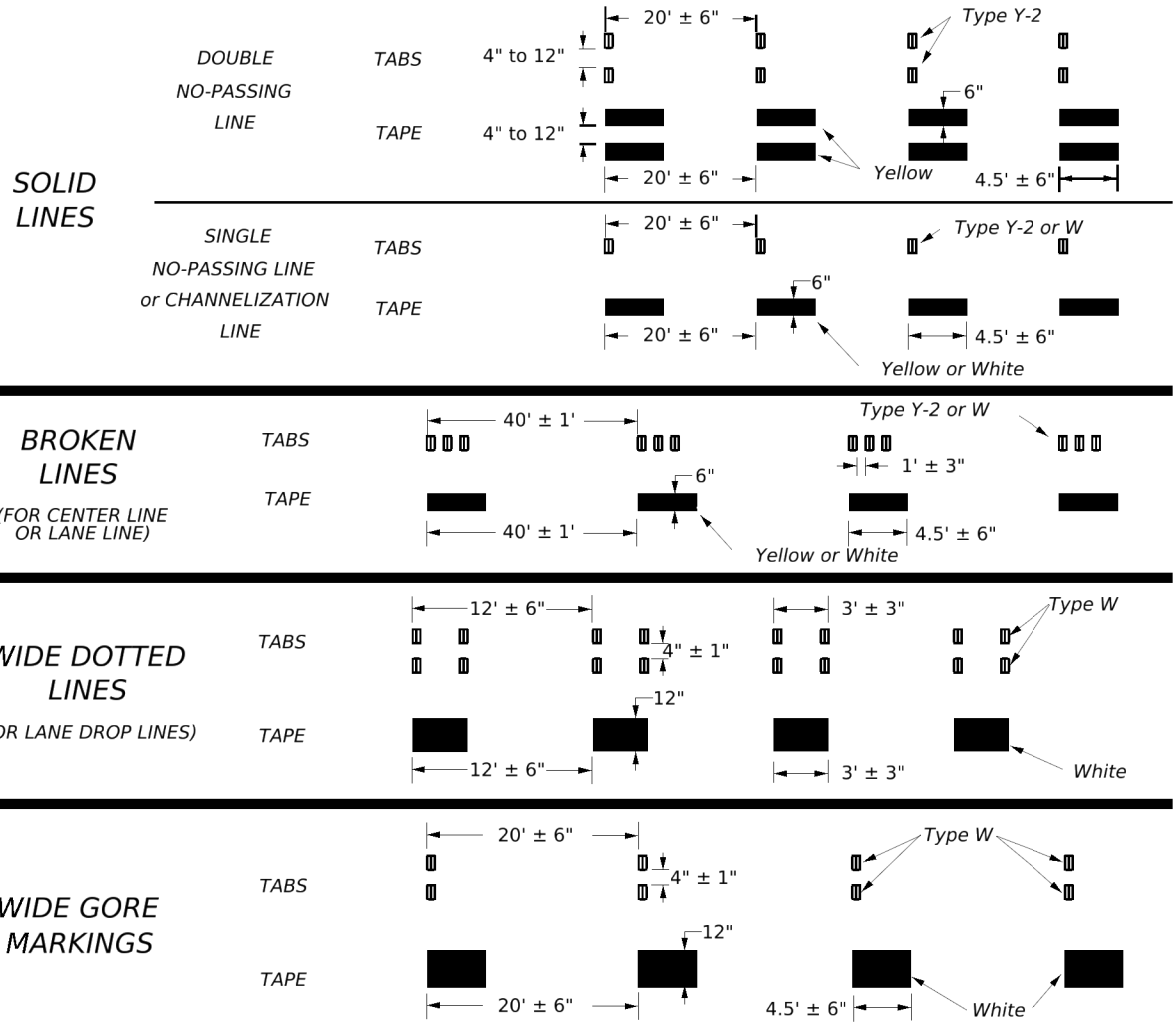 20' ± 6"
Type Y-2
DOUBLE
NO-PASSING
LINE
TABS
4" to 12"
6"
TAPE
4" to 12"
Yellow
20' ± 6"
4.5' ± 6"
SOLID
LINES
20' ± 6"
Type Y-2 or W
SINGLE
NO-PASSING LINE
or CHANNELIZATION
LINE
TABS
6"
TAPE
20' ± 6"
4.5' ± 6"
Yellow or White
Type Y-2 or W
40' ± 1'
BROKEN
LINES
TABS
1' ± 3"
6"
TAPE
(FOR CENTER LINE
OR LANE LINE)
40' ± 1'
4.5' ± 6"
Yellow or White
12' ± 6"
3' ± 3"
Type W
TABS
4" ± 1"
WIDE DOTTED
LINES
12"
OR LANE DROP LINES)
TAPE
12' ± 6"
3' ± 3"
White
20' ± 6"
Type W
TABS
4" ± 1"
WIDE GORE
MARKINGS
12"
TAPE
20' ± 6"
4.5' ± 6"
White